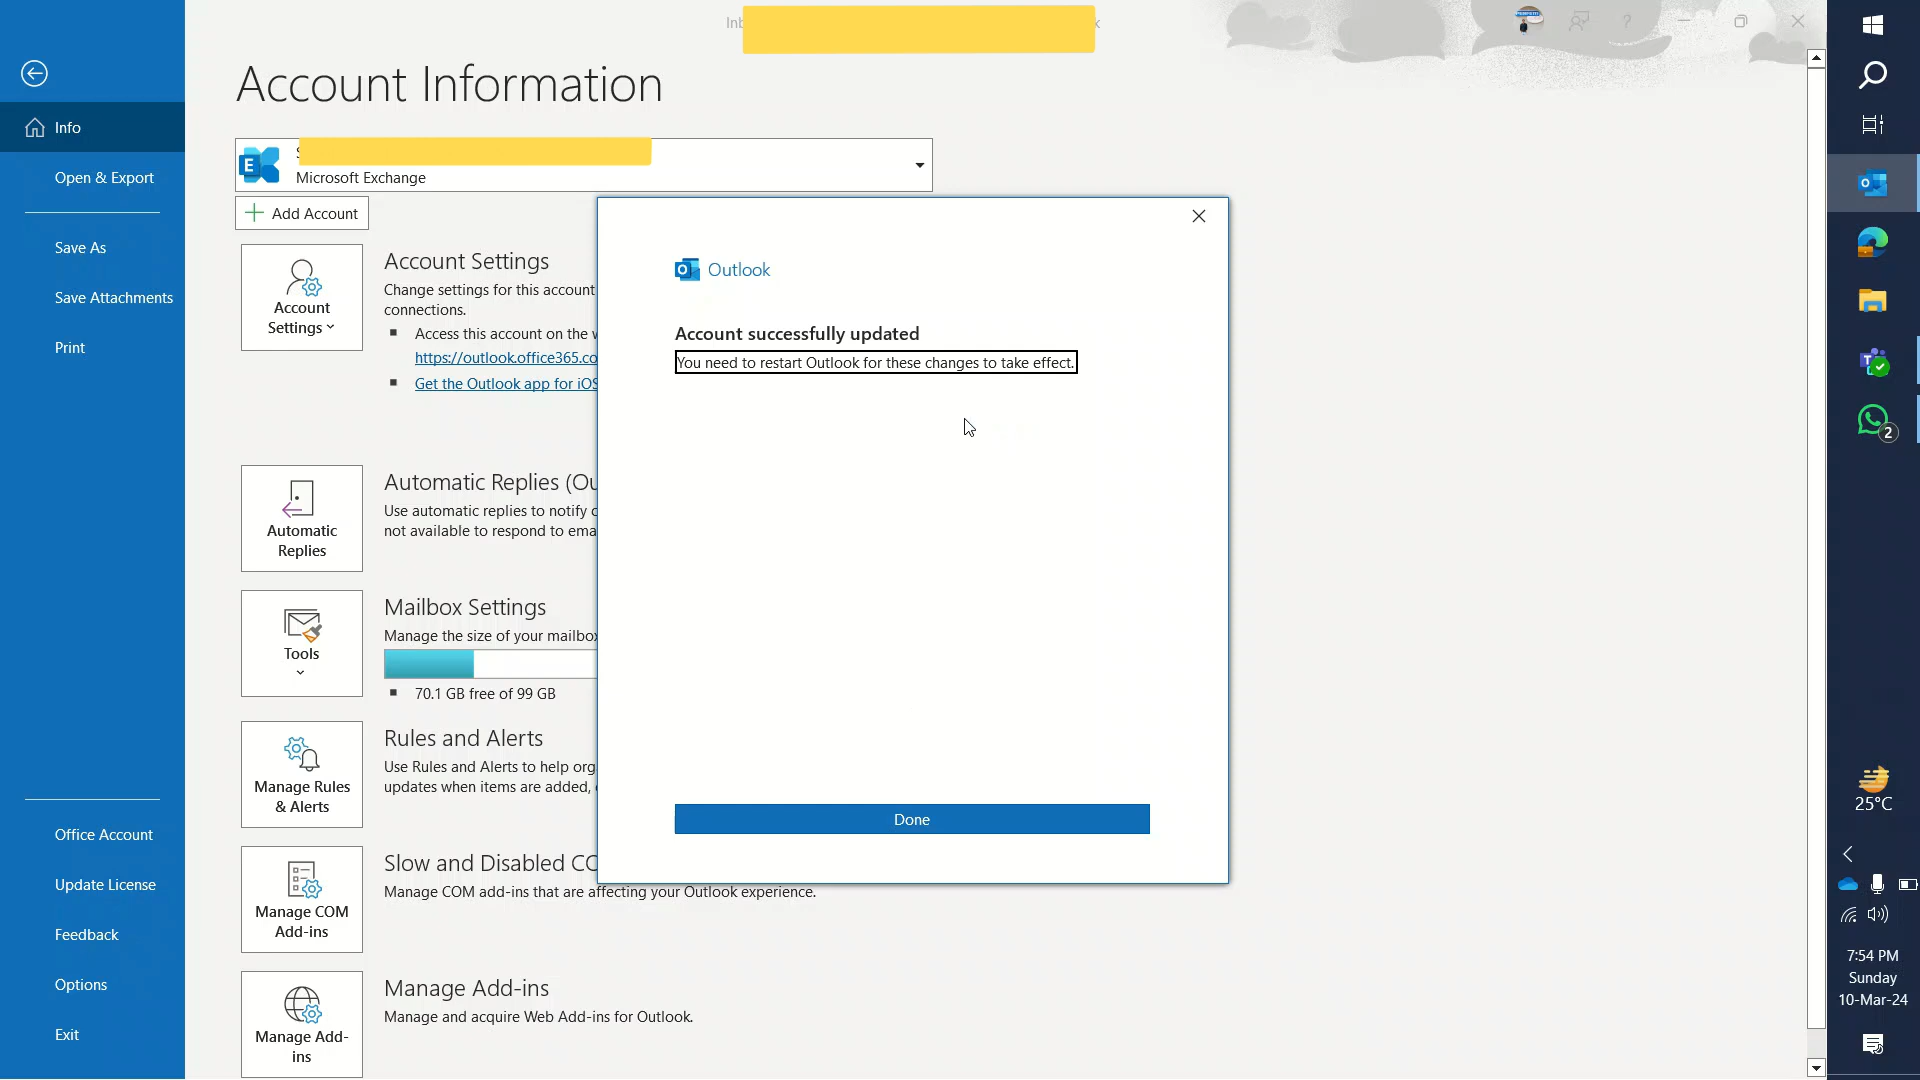 Account Information
Info
Open & Export
Save As
Save Attachments
Print
Office Account
Update License
Feedback
Options
Exit
Microsoft Exchange
Add Account
Account
Settings
Account Settings
Change settings for this account
connections.
Access this account on the w
https://outlook.office365.co
Get the Outlook app for iOS
Automatic
Replies
Automatic Replies (Ou
Use automatic replies to notify
not available to respond to ema
Tools
Mailbox Settings
Manage the size of your mailbox
70.1 GB free of 99 GB
Manage Rules
& Alerts
Rules and Alerts
Use Rules and Alerts to help org
updates when items are added,
Manage COM
Add-ins
Slow and Disabled CO
Manage COM add-ins that are affecting your Outlook experience.
Manage Add-
ins
Manage Add-ins
Manage and acquire Web Add-ins for Outlook.
Outlook
Account successfully updated
You need to restart Outlook for these changes to take effect.
Done
2
25°C
7:54 PM
Sunday
10-Mar-24